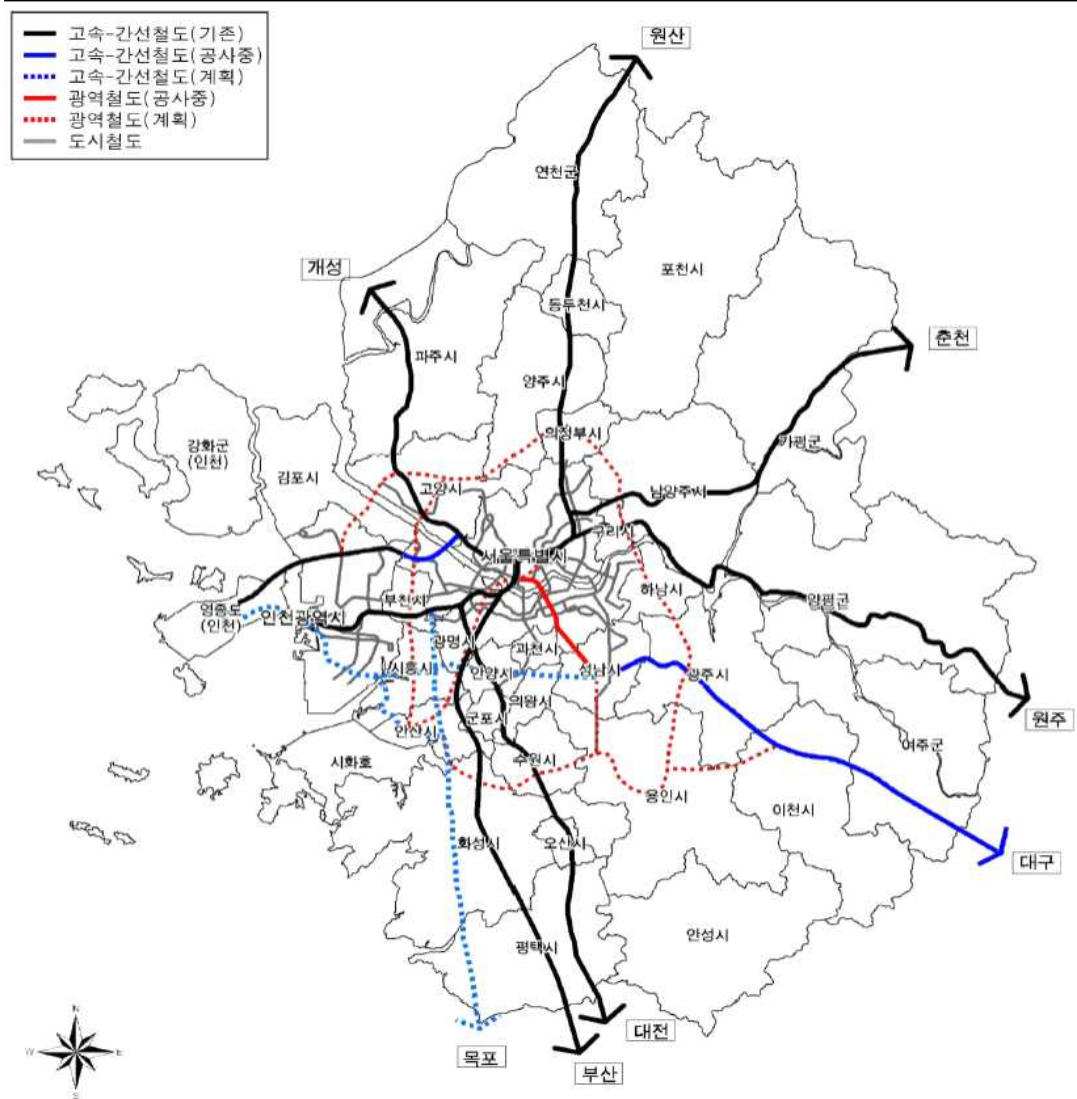 고속-간선철도(기존)
고속-간선철도(공사중)
고속-간선철도(계획)
광역철도(공사중)
광역철도(계획)
도시철도
원산
연천군
개성
포천시
동두천시
춘천
파주시
양주시
강화군
(인천)
의정부시
가평군
김포시
고양시
남양주시
구리시
서울특별시
하남시
부천시
양평군
영종도
(인천)
인천광역시
광명시
과천시
시흥시
안양시
성남시
광주시
의왕시
군포시
안산시
원주
여주군
시화호
수원시
용인시
이천시
화성시
오산시
대구
안성시
평택시
대전
목포
부산
N
W
E
S